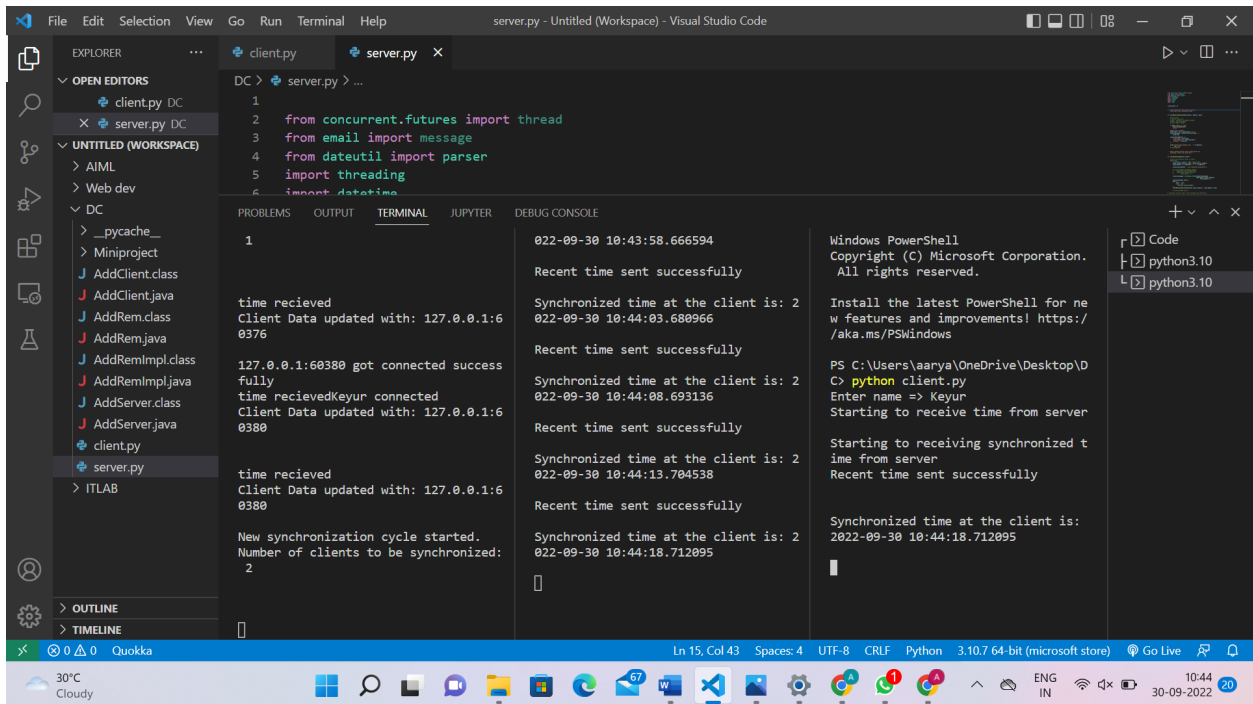 File Edit Selection View Go Run Terminal Help
server.py - Untitled (Workspace) - Visual Studio Code
EXPLORER
OPEN EDITORS
client.py DC
server.py DC
UNTITLED (WORKSPACE)
AIML
Web dev
DC
__pycache__
Miniproject
AddClient.class
AddClient.java
AddRem.class
AddRem.java
AddRemImpl.class
AddRemImpl.java
AddServer.class
AddServer.java
client.py
server.py
ITLAB
OUTLINE
TIMELINE
client.py server.py
DC > server.py > ...
1
2 from concurrent.futures import thread
3 from email import message
4 from dateutil import parser
5 import threading
6 import datetime
PROBLEMS OUTPUT TERMINAL JUPYTER DEBUG CONSOLE
1
time recieved
Client Data updated with: 127.0.0.1:6
0376
127.0.0.1:60380 got connected success
fully
time recievedKeyur connected
Client Data updated with: 127.0.0.1:6
0380
time recieved
Client Data updated with: 127.0.0.1:6
0380
New synchronization cycle started.
Number of clients to be synchronized:
2
022-09-30 10:43:58.666594
Recent time sent successfully
Synchronized time at the client is: 2
022-09-30 10:44:03.680966
Recent time sent successfully
Synchronized time at the client is: 2
022-09-30 10:44:08.693136
Recent time sent successfully
Synchronized time at the client is: 2
022-09-30 10:44:13.704538
Recent time sent successfully
Synchronized time at the client is: 2
022-09-30 10:44:18.712095
Windows PowerShell
Copyright (C) Microsoft Corporation.
All rights reserved.
Install the latest PowerShell for ne
w features and improvements! https:/
/aka.ms/PSWindows
PS C:\Users\aarya\OneDrive\Desktop\D
C> python client.py
Enter name => Keyur
Starting to receive time from server
Starting to receiving synchronized t
ime from server
Recent time sent successfully
Synchronized time at the client is:
2022-09-30 10:44:18.712095
Code
python3.10
python3.10
0 0 Quokka
Ln 15, Col 43 Spaces: 4 UTF-8 CRLF Python 3.10.7 64-bit (microsoft store) Go Live
30°C
Cloudy
67
A
1
A
ENG
IN
10:44
30-09-2022
20